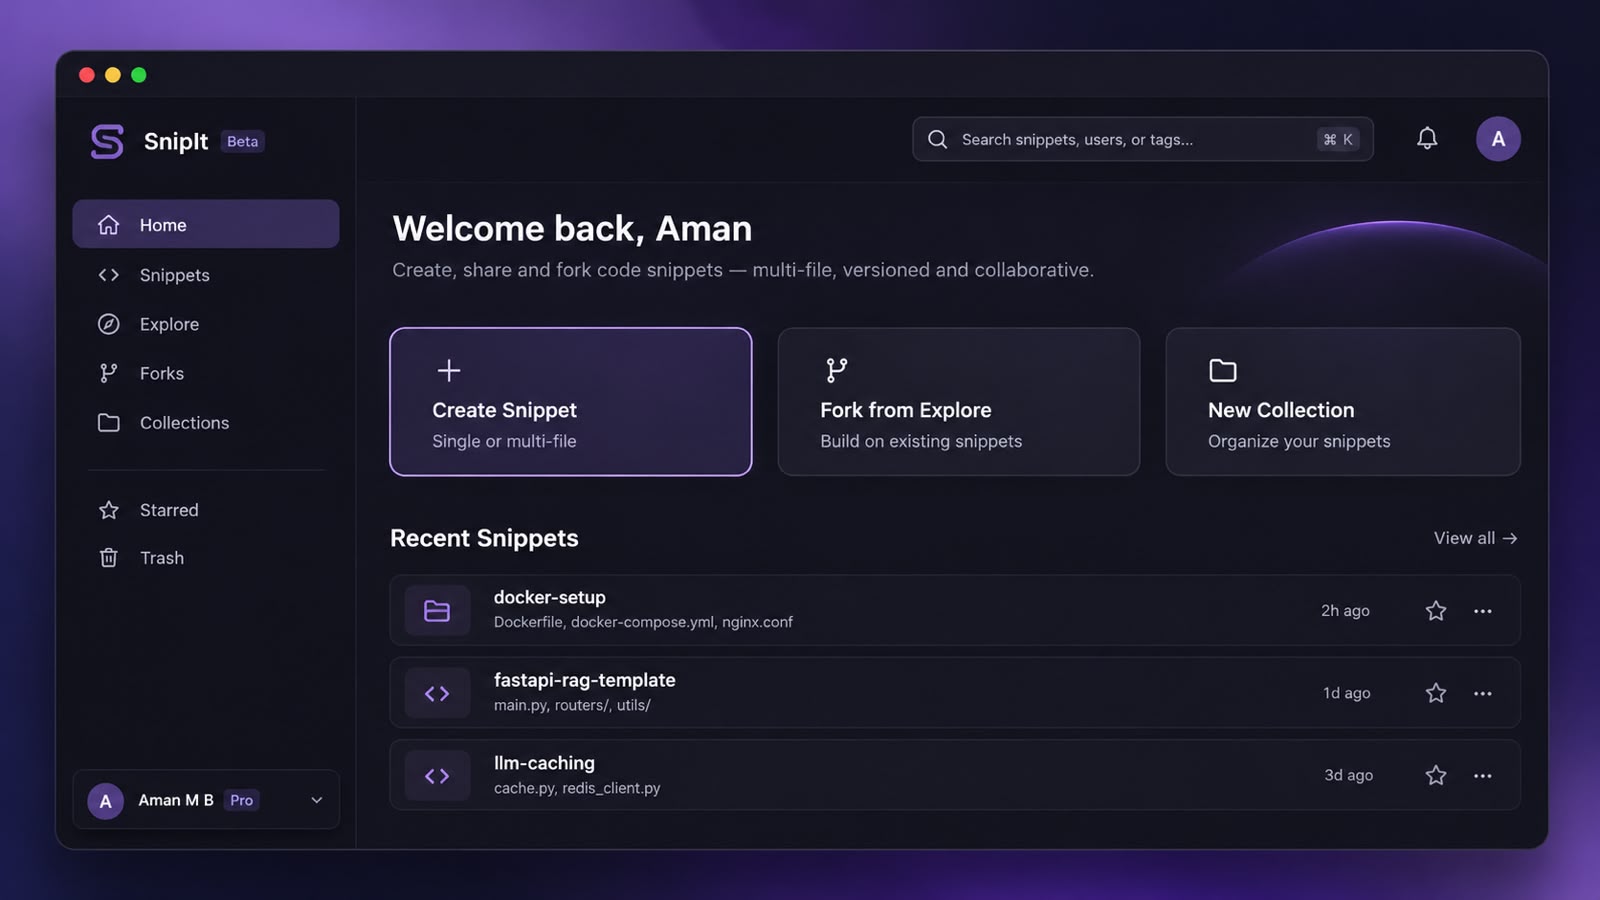 SnipIt Beta
Search snippets, users, or tags... ⌘ K
A
Home
Snippets
Explore
Forks
Collections
Starred
Trash
Aman M B Pro
A
Welcome back, Aman
Create, share and fork code snippets — multi-file, versioned and collaborative.
Create Snippet
Single or multi-file
Fork from Explore
Build on existing snippets
New Collection
Organize your snippets
Recent Snippets
View all →
docker-setup
Dockerfile, docker-compose.yml, nginx.conf
2h ago
fastapi-rag-template
main.py, routers/, utils/
1d ago
llm-caching
cache.py, redis_client.py
3d ago